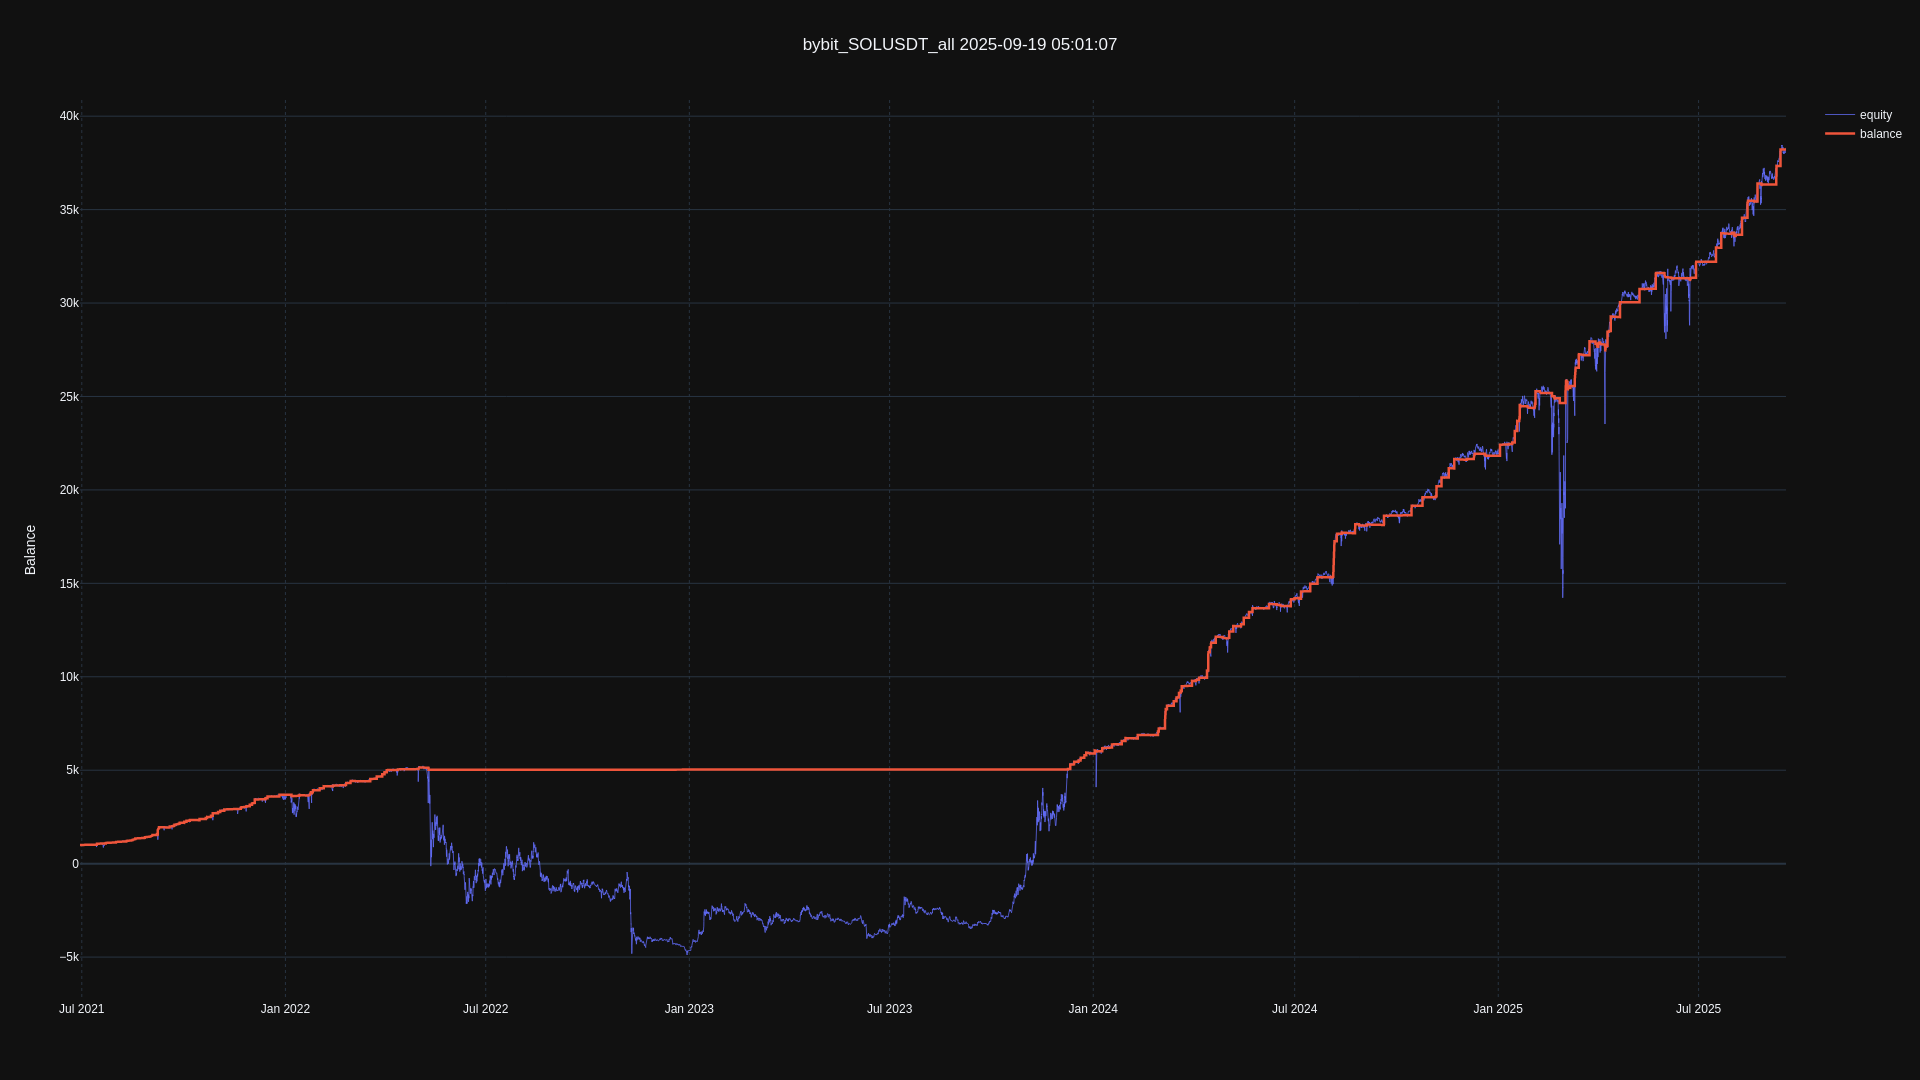 bybit_SOLUSDT_all 2025-09-19 05:01:07
equity
balance
Balance
40k
35k
30k
25k
20k
15k
10k
5k
0
−5k
Jul 2021
Jan 2022
Jul 2022
Jan 2023
Jul 2023
Jan 2024
Jul 2024
Jan 2025
Jul 2025